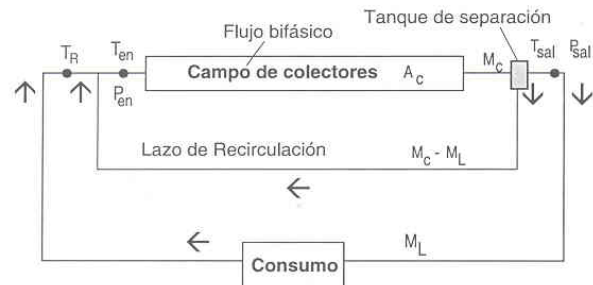 Tanque de separación
Flujo bifásico
T_R
T_en
Campo de colectores A_c
M_c
T_sal
P_sal
P_en
Lazo de Recirculación
M_c - M_L
M_L
Consumo